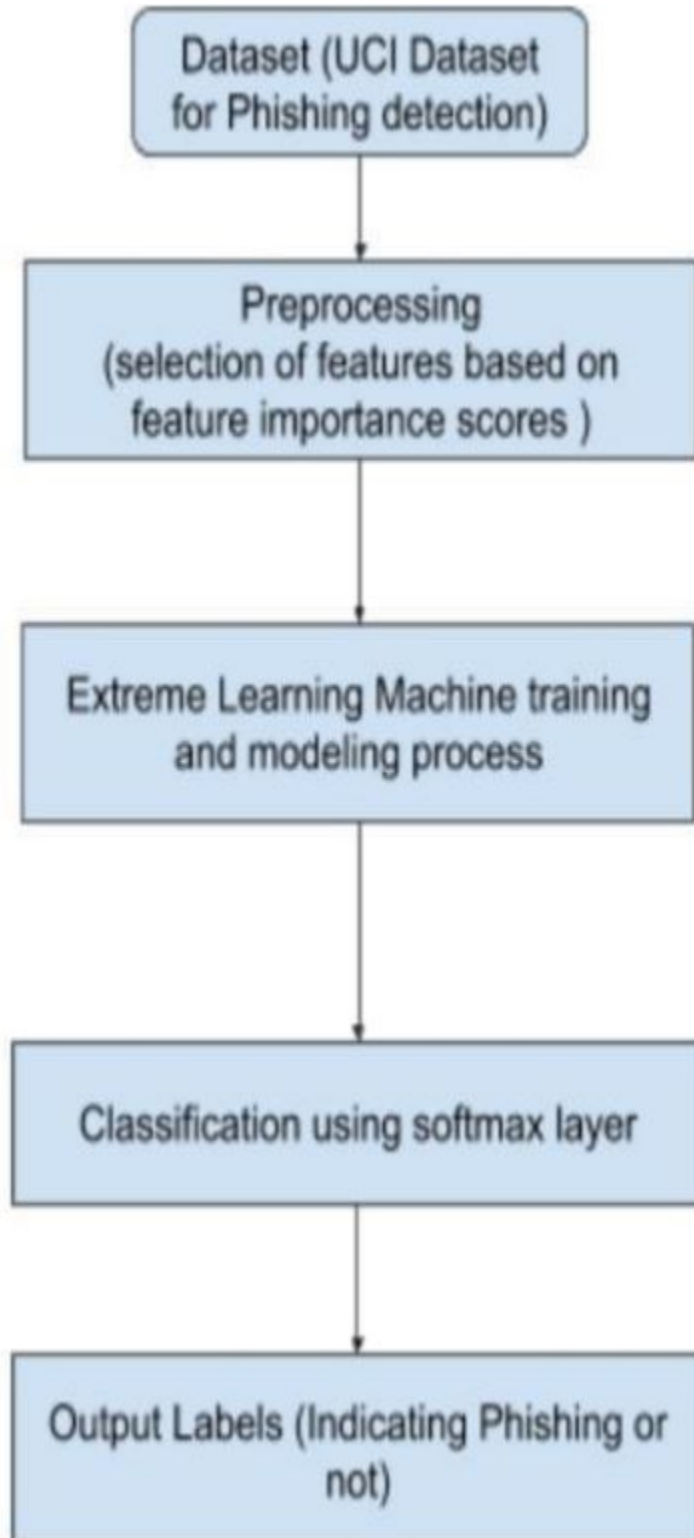 Dataset (UCI Dataset
for Phishing detection)
Preprocessing
(selection of features based on
feature importance scores )
Extreme Learning Machine training
and modeling process
Classification using softmax layer
Output Labels (Indicating Phishing or
not)